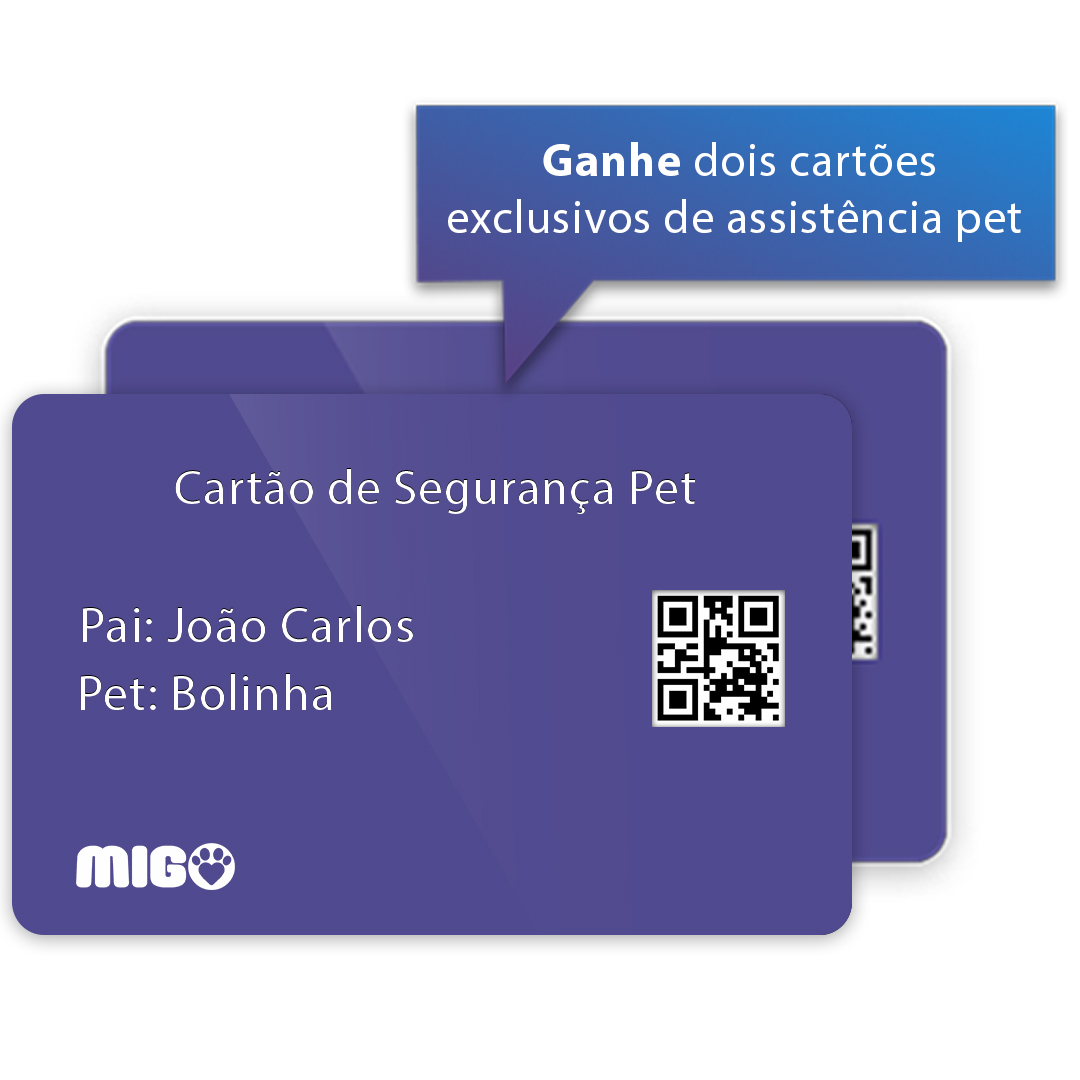 Ganhe dois cartões
exclusivos de assistência pet
Cartão de Segurança Pet
Pai: João Carlos
Pet: Bolinha
MIGO